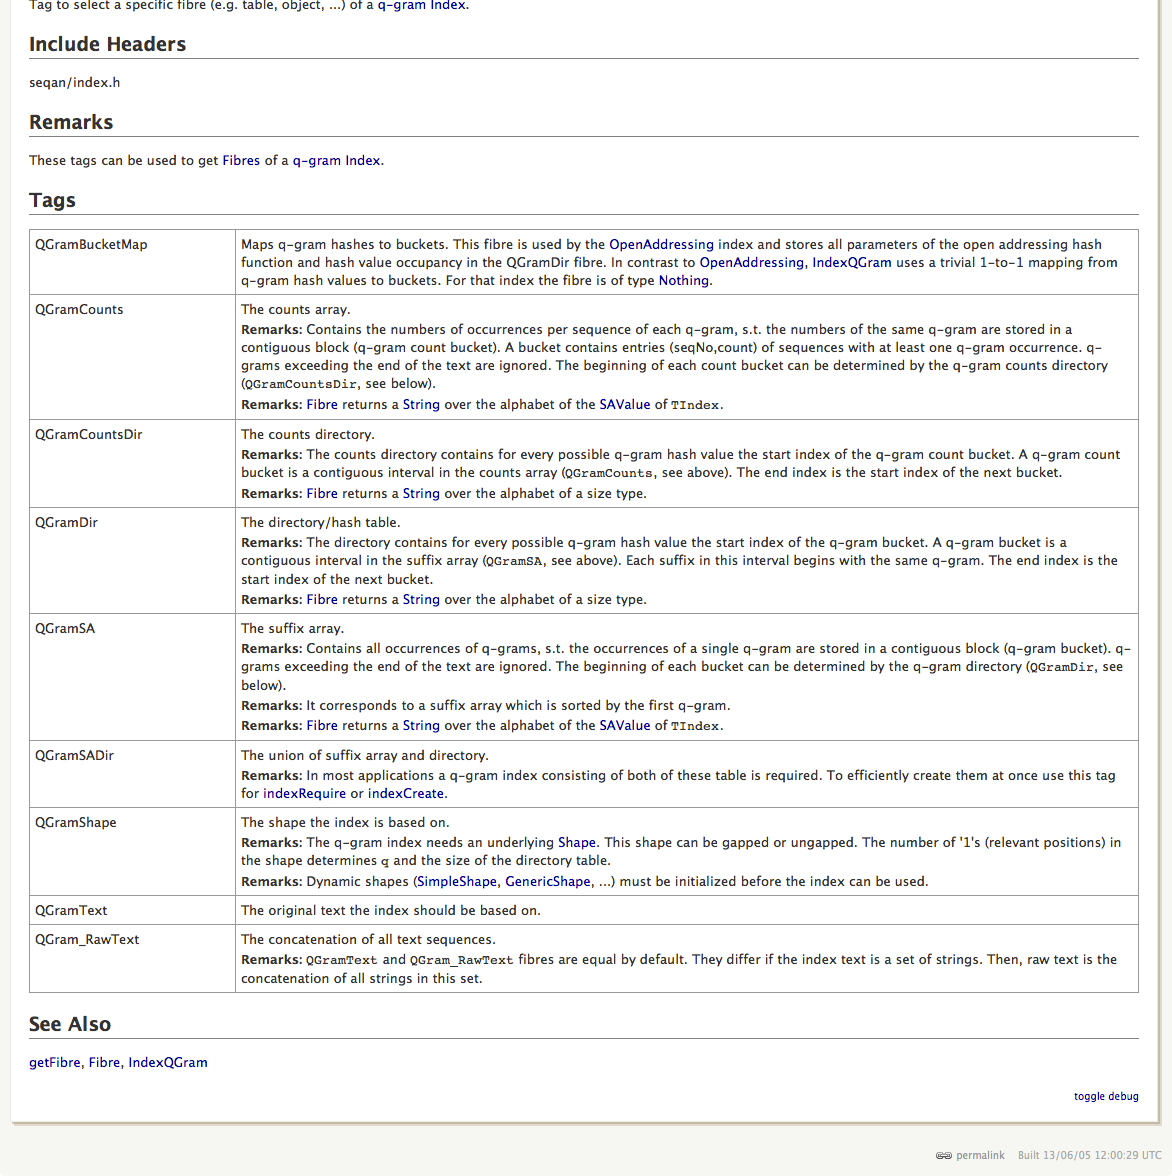 Tag to select a specific fibre (e.g. table, object, ...) of a q-gram Index.
Include Headers
seqan/index.h
Remarks
These tags can be used to get Fibres of a q-gram Index.
Tags
QGramBucketMap
Maps q-gram hashes to buckets. This fibre is used by the OpenAddressing index and stores all parameters of the open addressing hash
function and hash value occupancy in the QGramDir fibre. In contrast to OpenAddressing, IndexQGram uses a trivial 1-to-1 mapping from
q-gram hash values to buckets. For that index the fibre is of type Nothing.
QGramCounts
The counts array.
Remarks: Contains the numbers of occurrences per sequence of each q-gram, s.t. the numbers of the same q-gram are stored in a
contiguous block (q-gram count bucket). A bucket contains entries (seqNo,count) of sequences with at least one q-gram occurrence. q-
grams exceeding the end of the text are ignored. The beginning of each count bucket can be determined by the q-gram counts directory
(QGramCountsDir, see below).
Remarks: Fibre returns a String over the alphabet of the SAValue of TIndex.
QGramCountsDir
The counts directory.
Remarks: The counts directory contains for every possible q-gram hash value the start index of the q-gram count bucket. A q-gram count
bucket is a contiguous interval in the counts array (QGramCounts, see above). The end index is the start index of the next bucket.
Remarks: Fibre returns a String over the alphabet of a size type.
QGramDir
The directory/hash table.
Remarks: The directory contains for every possible q-gram hash value the start index of the q-gram bucket. A q-gram bucket is a
contiguous interval in the suffix array (QGramSA, see above). Each suffix in this interval begins with the same q-gram. The end index is the
start index of the next bucket.
Remarks: Fibre returns a String over the alphabet of a size type.
QGramSA
The suffix array.
Remarks: Contains all occurrences of q-grams, s.t. the occurrences of a single q-gram are stored in a contiguous block (q-gram bucket). q-
grams exceeding the end of the text are ignored. The beginning of each bucket can be determined by the q-gram directory (QGramDir, see
below).
Remarks: It corresponds to a suffix array which is sorted by the first q-gram.
Remarks: Fibre returns a String over the alphabet of the SAValue of TIndex.
QGramSADir
The union of suffix array and directory.
Remarks: In most applications a q-gram index consisting of both of these table is required. To efficiently create them at once use this tag
for indexRequire or indexCreate.
QGramShape
The shape the index is based on.
Remarks: The q-gram index needs an underlying Shape. This shape can be gapped or ungapped. The number of '1's (relevant positions) in
the shape determines q and the size of the directory table.
Remarks: Dynamic shapes (SimpleShape, GenericShape, ...) must be initialized before the index can be used.
QGramText
The original text the index should be based on.
QGram_RawText
The concatenation of all text sequences.
Remarks: QGramText and QGram_RawText fibres are equal by default. They differ if the index text is a set of strings. Then, raw text is the
concatenation of all strings in this set.
See Also
getFibre, Fibre, IndexQGram
toggle debug
permalink Built 13/06/05 12:00:29 UTC